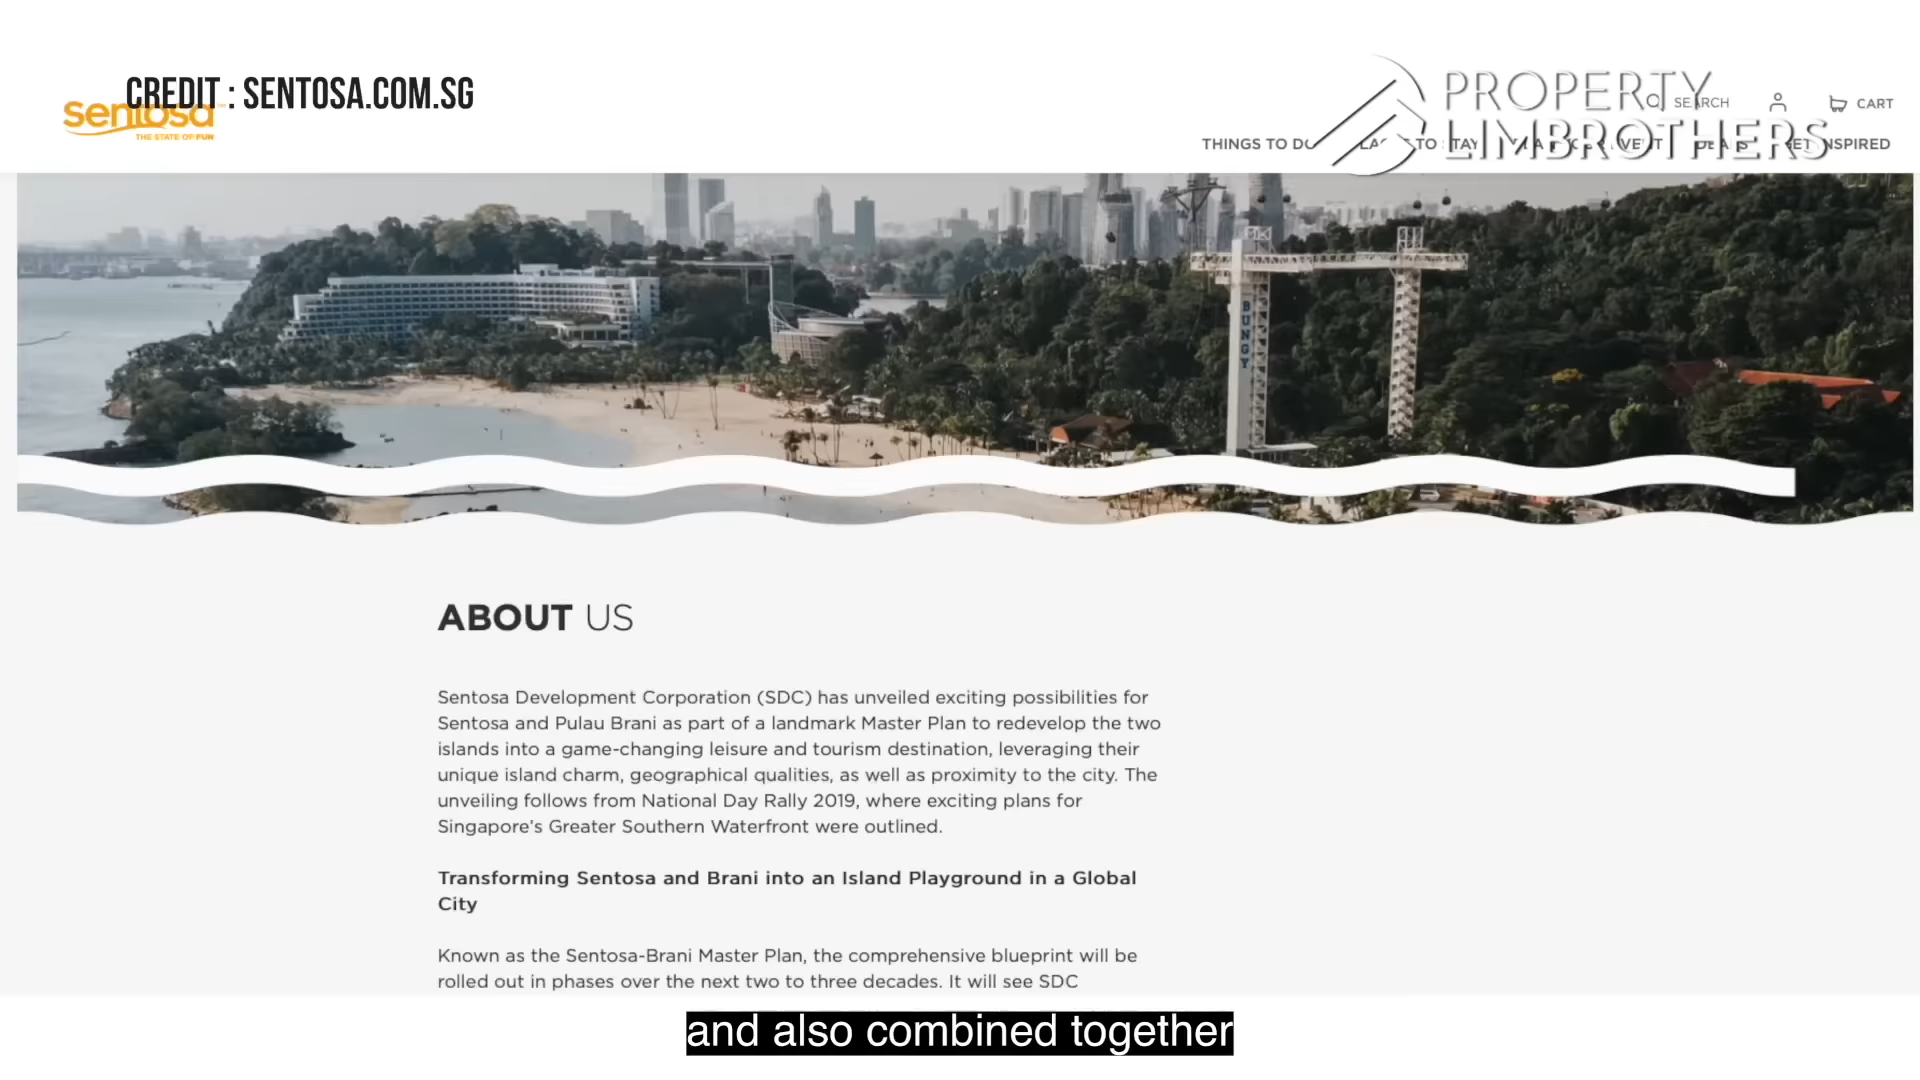 CREDIT : SENTOSA.COM.SG
sentosa
THE STATE OF FUN
PROPERTY
LIMBROTHERS
SEARCH
CART
THINGS TO DO
TO STAY
INSPIRED
BUNGY
ABOUT US
Sentosa Development Corporation (SDC) has unveiled exciting possibilities for
Sentosa and Pulau Brani as part of a landmark Master Plan to redevelop the two
islands into a game-changing leisure and tourism destination, leveraging their
unique island charm, geographical qualities, as well as proximity to the city. The
unveiling follows from National Day Rally 2019, where exciting plans for
Singapore's Greater Southern Waterfront were outlined.
Transforming Sentosa and Brani into an Island Playground in a Global
City
Known as the Sentosa-Brani Master Plan, the comprehensive blueprint will be
rolled out in phases over the next two to three decades. It will see SDC
and also combined together